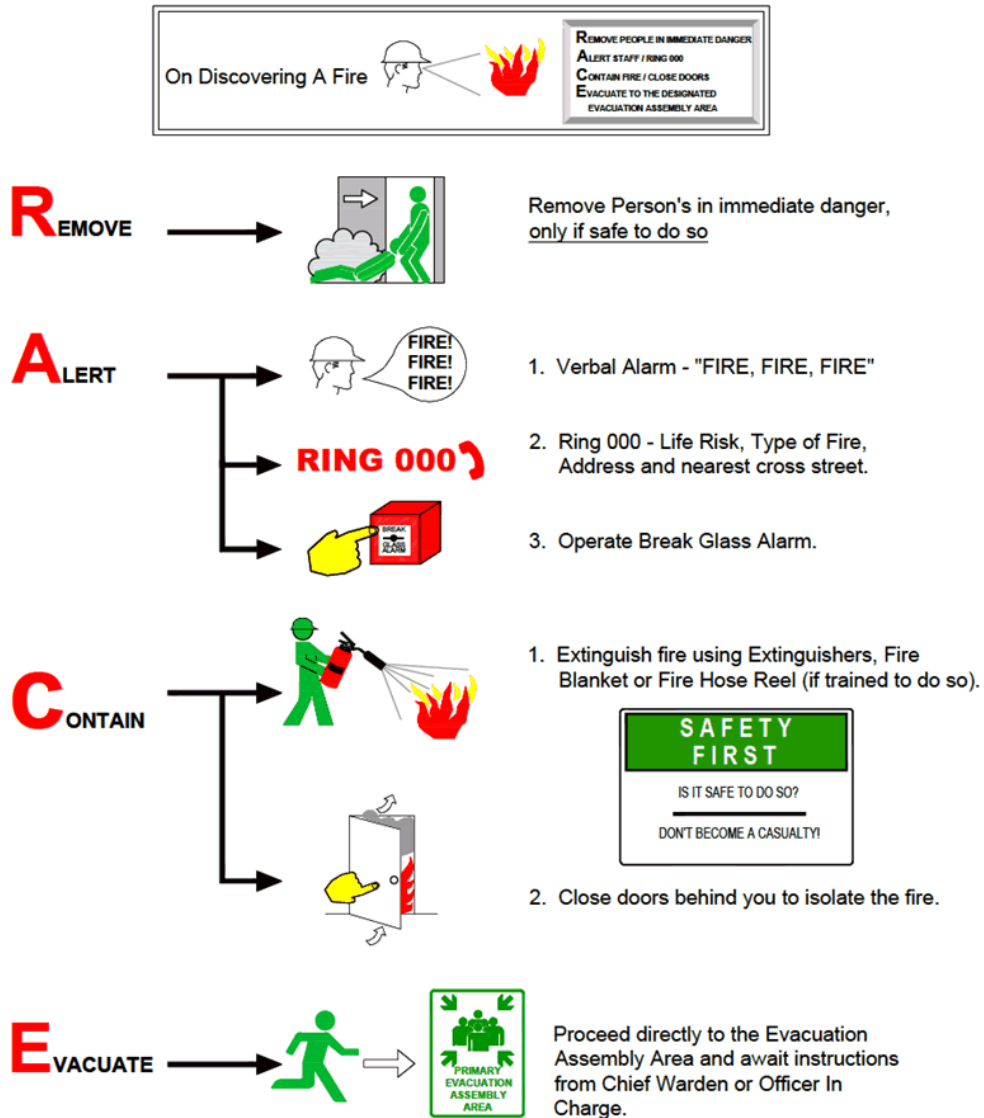 On Discovering A Fire
REMOVE PEOPLE IN IMMEDIATE DANGER
ALERT STAFF / RING 000
CONTAIN FIRE / CLOSE DOORS
EVACUATE TO THE DESIGNATED
EVACUATION ASSEMBLY AREA
REMOVE
Remove Person's in immediate danger,
only if safe to do so
ALERT
FIRE!
FIRE!
FIRE!
1. Verbal Alarm - "FIRE, FIRE, FIRE"
RING 000
2. Ring 000 - Life Risk, Type of Fire,
Address and nearest cross street.
BREAK
GLASS
ALARM
3. Operate Break Glass Alarm.
CONTAIN
1. Extinguish fire using Extinguishers, Fire
Blanket or Fire Hose Reel (if trained to do so).
SAFETY
FIRST
IS IT SAFE TO DO SO?
DON'T BECOME A CASUALTY!
2. Close doors behind you to isolate the fire.
EVACUATE
PRIMARY
EVACUATION
ASSEMBLY
AREA
Proceed directly to the Evacuation
Assembly Area and await instructions
from Chief Warden or Officer In
Charge.